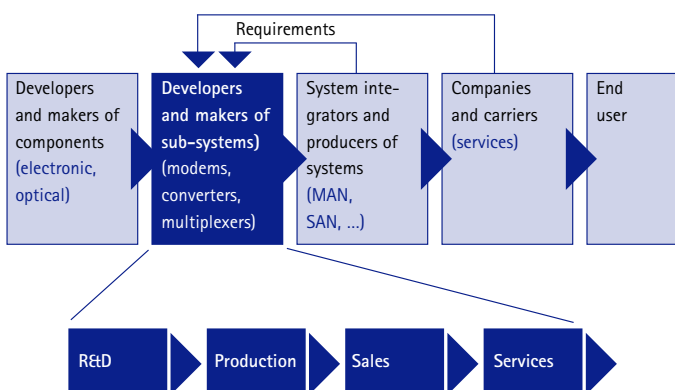 Requirements
Developers
and makers of
components
(electronic,
optical)
Developers
and makers of
sub-systems)
(modems,
converters,
multiplexers)
System inte-
grators and
producers of
systems
(MAN,
SAN, ...)
Companies
and carriers
(services)
End
user
R&D
Production
Sales
Services